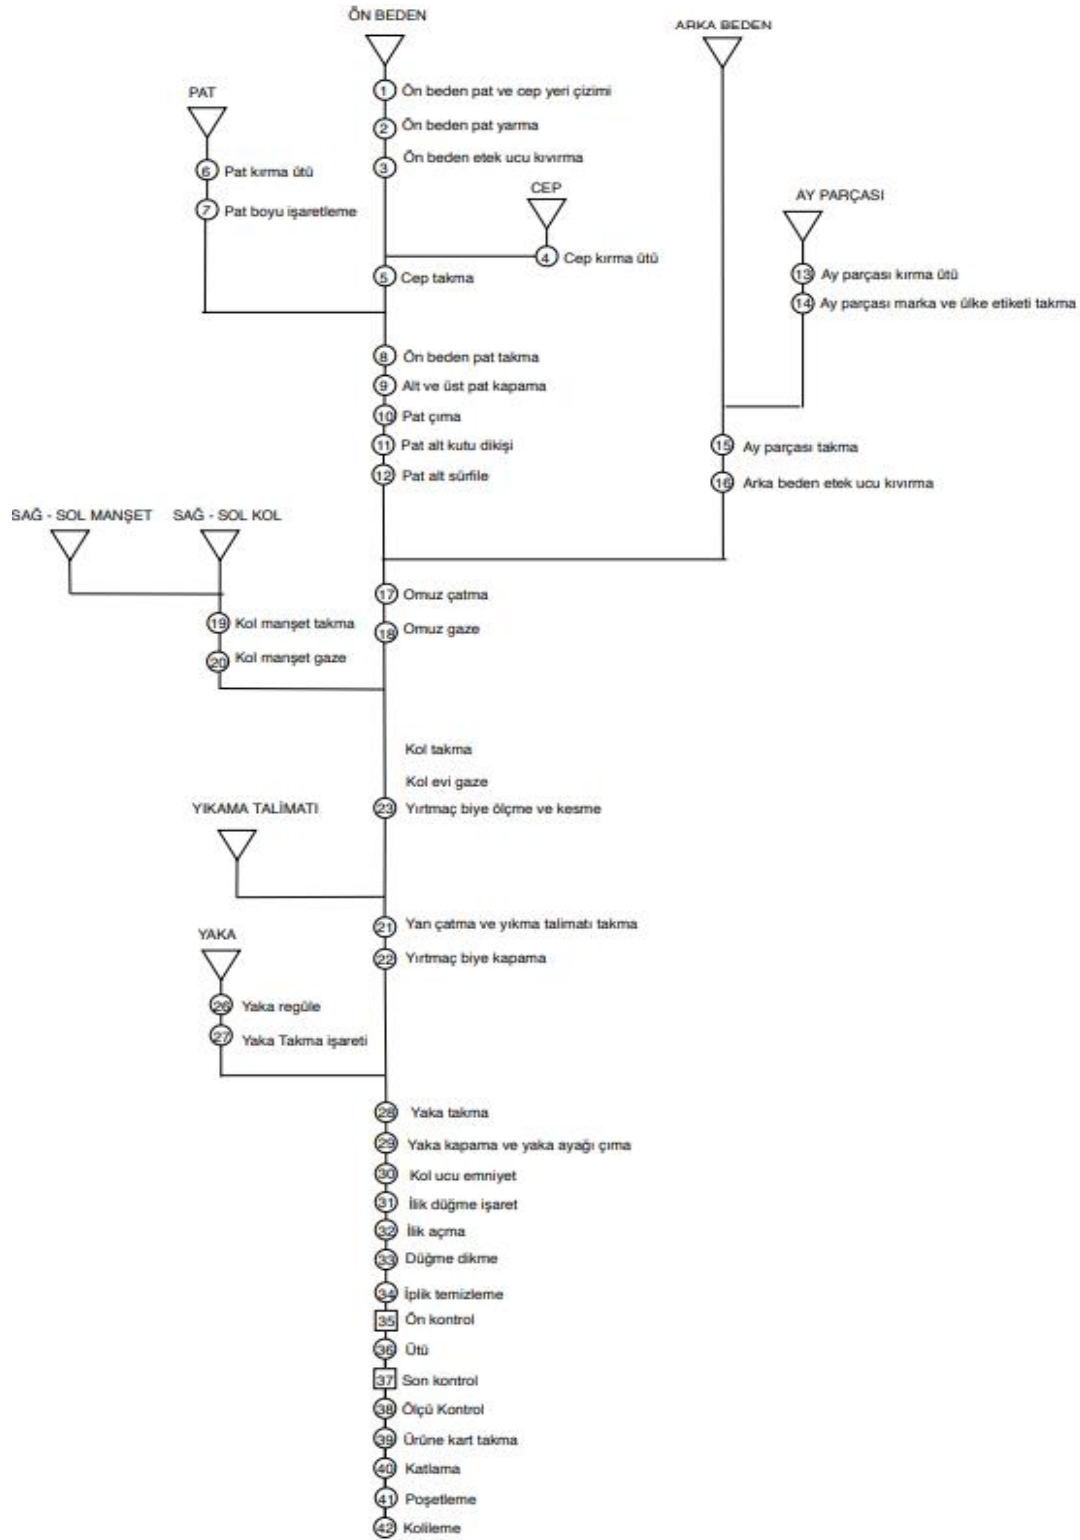 ÖN BEDEN
ARKA BEDEN
1 Ön beden pat ve cep yeri çizimi
PAT
2 Ön beden pat yarma
3 Ön beden etek ucu kıvırma
6 Pat kırma ütü
CEP
AY PARÇASI
7 Pat boyu işaretleme
4 Cep kırma ütü
5 Cep takma
13 Ay parçası kırma ütü
14 Ay parçası marka ve ülke etiketi takma
8 Ön beden pat takma
9 Alt ve üst pat kapama
10 Pat çıma
11 Pat alt kutu dikişi
15 Ay parçası takma
12 Pat alt sürfile
16 Arka beden etek ucu kıvırma
SAĞ - SOL MANŞET
SAĞ - SOL KOL
17 Omuz çatma
19 Kol manşet takma
18 Omuz gaze
20 Kol manşet gaze
Kol takma
Kol evi gaze
YIKAMA TALİMATI
23 Yırtmaç biye ölçme ve kesme
21 Yan çatma ve yıkma talimatı takma
YAKA
22 Yırtmaç biye kapama
26 Yaka regüle
27 Yaka Takma işareti
28 Yaka takma
29 Yaka kapama ve yaka ayağı çıma
30 Kol ucu emniyet
31 İlik düğme işaret
32 İlik açma
33 Düğme dikme
34 İplik temizleme
35 Ön kontrol
36 Ütü
37 Son kontrol
38 Ölçü Kontrol
39 Ürüne kart takma
40 Katlama
41 Poşetleme
42 Kolileme